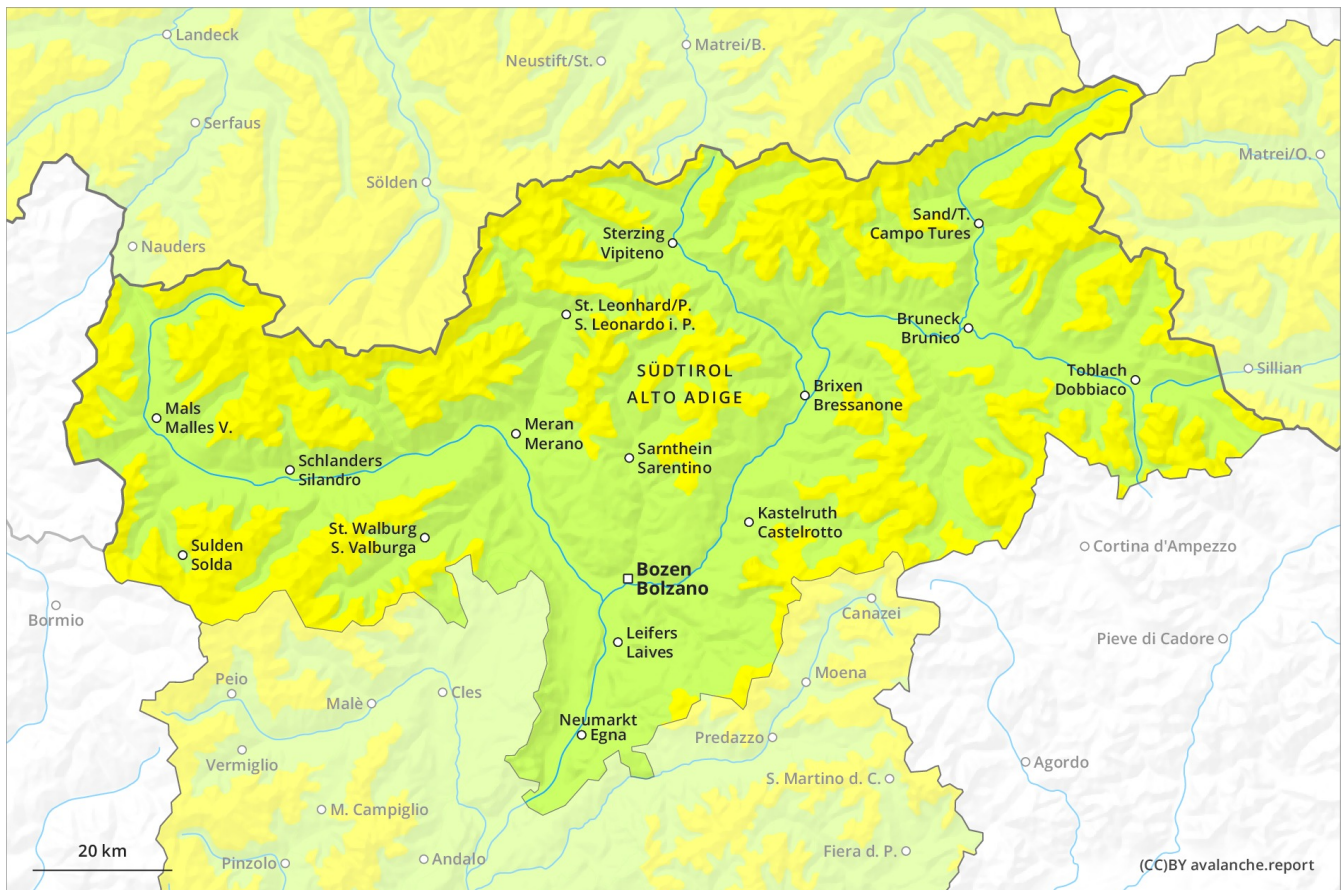 Landeck
Matrei/B.
Neustift/St.
Serfaus
Matrei/O.
Sölden
Sand/T.
Campo Tures
Sterzing
Vipiteno
Nauders
St. Leonhard/P.
S. Leonardo i. P.
Bruneck
Brunico
SÜDTIROL
ALTO ADIGE
Toblach
Dobbiaco
Sillian
Brixen
Bressanone
Mals
Malles V.
Meran
Merano
Sarnthein
Sarentino
Schlanders
Silandro
Kastelruth
Castelrotto
St. Walburg
S. Valburga
Sulden
Solda
Cortina d'Ampezzo
Bozen
Bolzano
Bormio
Canazei
Leifers
Laives
Pieve di Cadore
Peio
Moena
Malè
Cles
Neumarkt
Egna
Predazzo
Vermiglio
Agordo
S. Martino d. C.
M. Campiglio
20 km
Pinzolo
Andalo
Fiera d. P.
(CC)BY avalanche.report